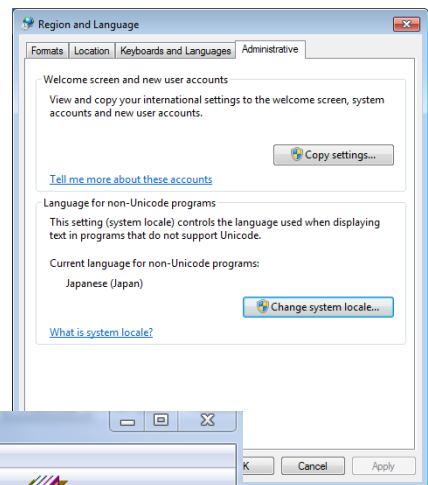 Region and Language
Formats Location Keyboards and Languages Administrative
Welcome screen and new user accounts
View and copy your international settings to the welcome screen, system
accounts and new user accounts.
Copy settings...
Tell me more about these accounts
Language for non-Unicode programs
This setting (system locale) controls the language used when displaying
text in programs that do not support Unicode.
Current language for non-Unicode programs:
Japanese (Japan)
Change system locale...
What is system locale?
K Cancel Apply